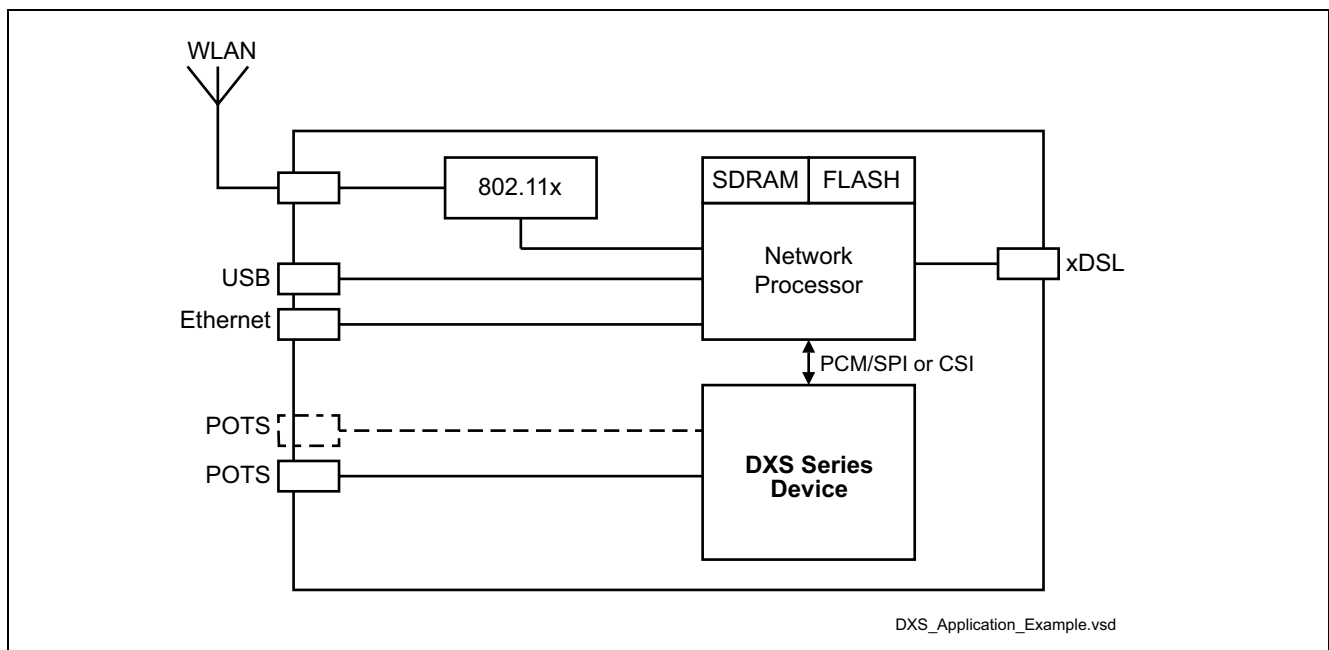 WLAN
802.11x
SDRAM
FLASH
Network
Processor
USB
Ethernet
xDSL
PCM/SPI or CSI
POTS
POTS
DXS Series
Device
DXS_Application_Example.vsd